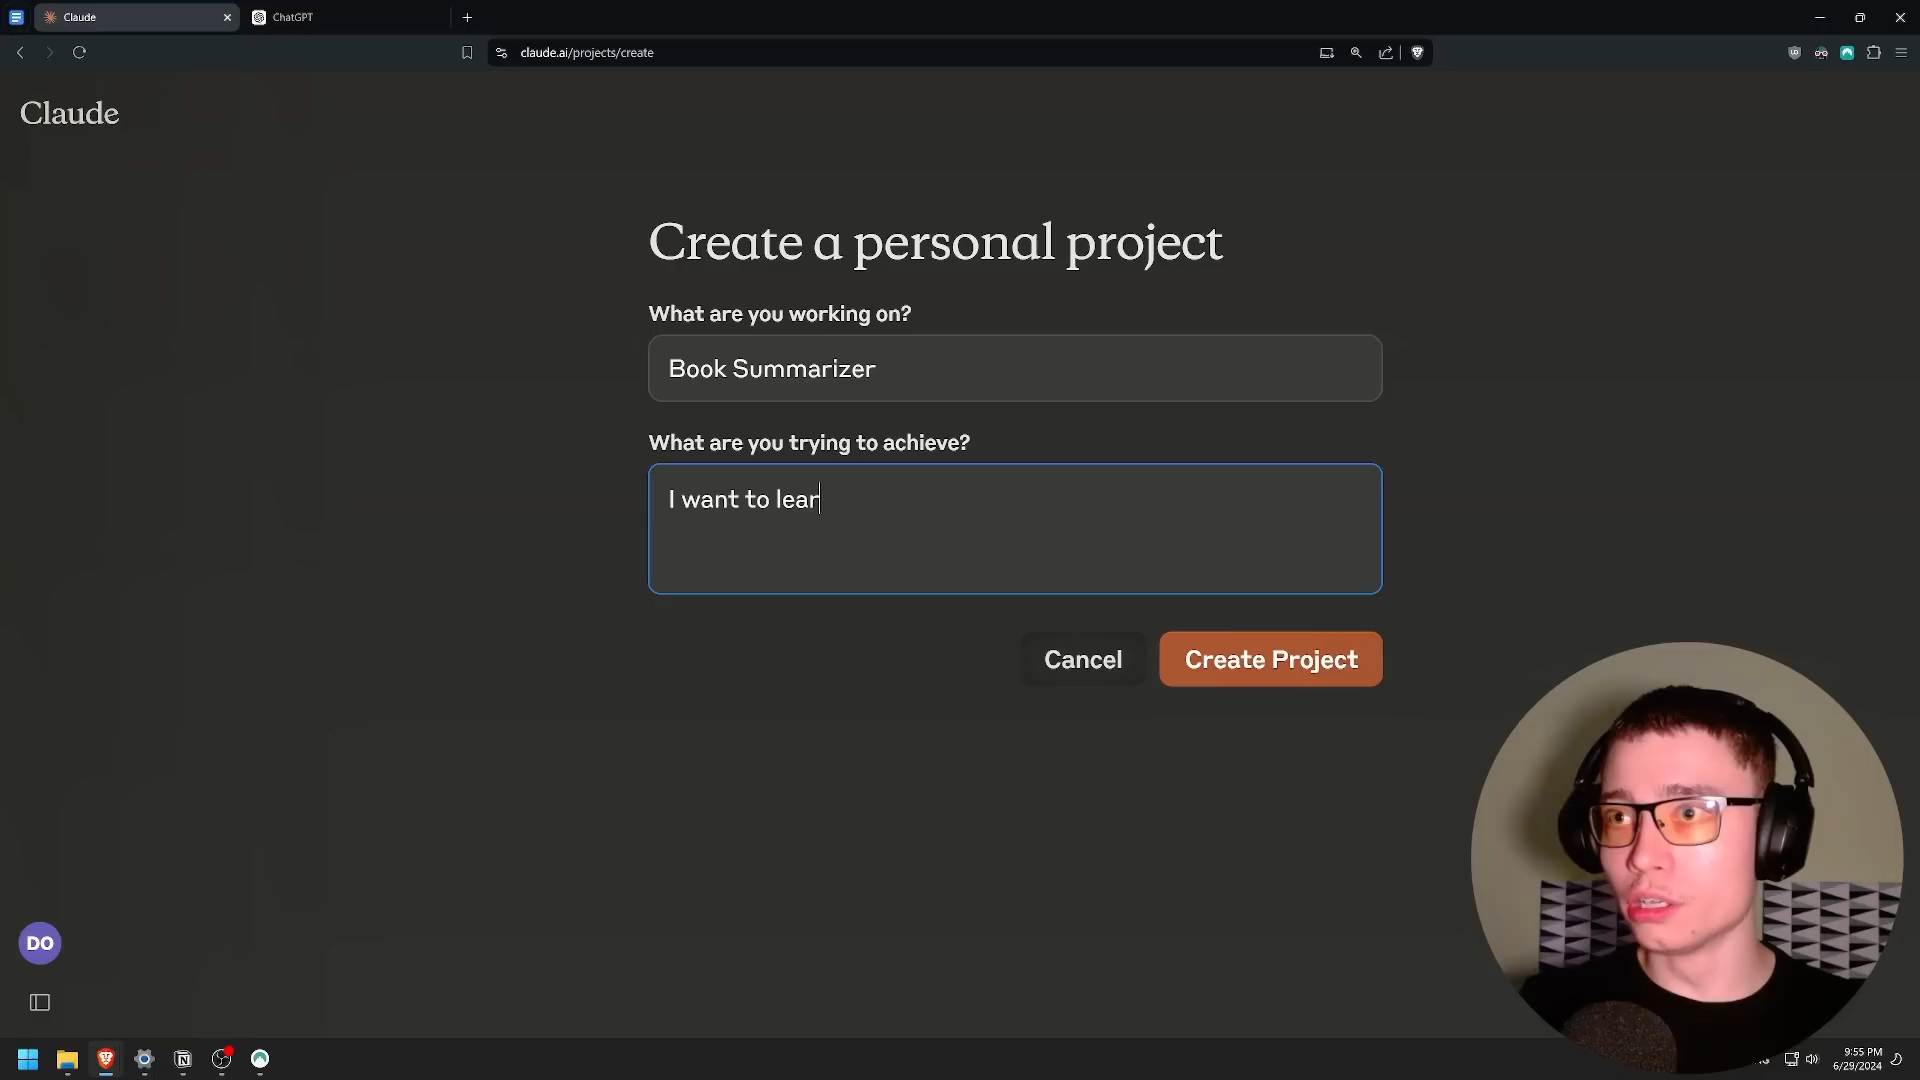 Claude
ChatGPT
claude.ai/projects/create
Claude
Create a personal project
What are you working on?
Book Summarizer
What are you trying to achieve?
I want to lear
Cancel
Create Project
DO
9:55 PM
6/29/2024